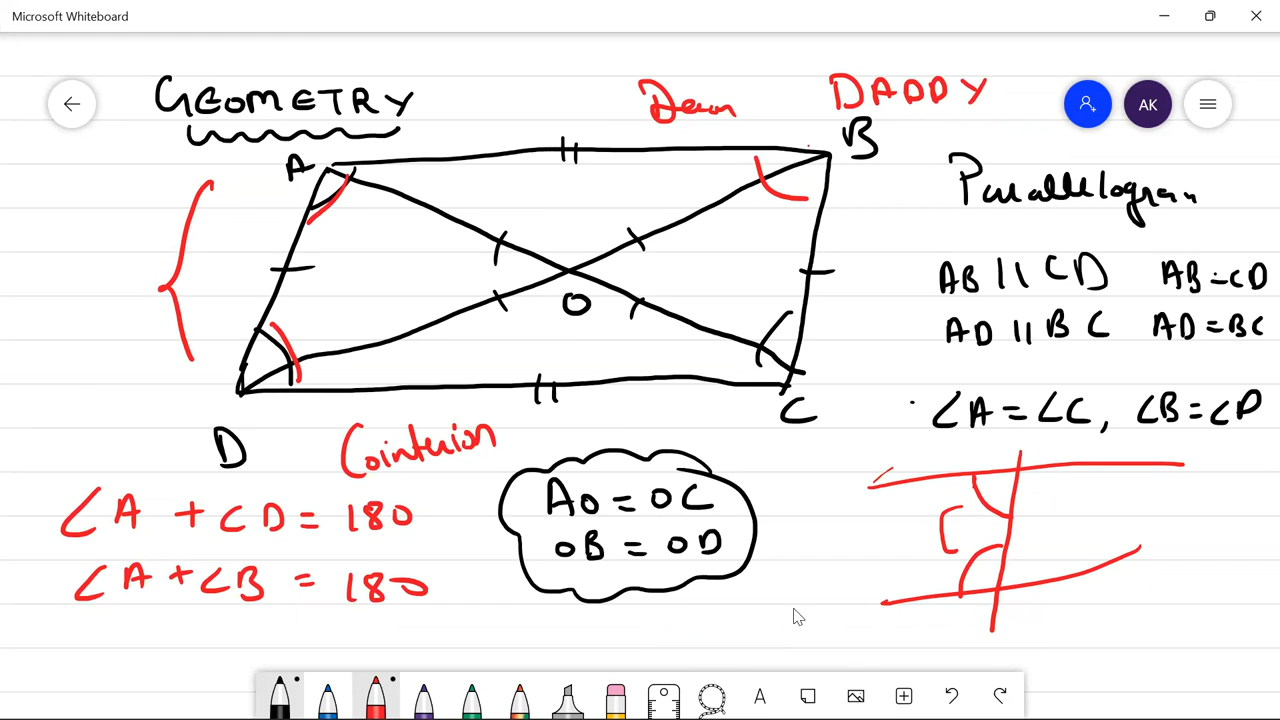 Microsoft Whiteboard
GEOMETRY
DADDY
AK
A
B
Parallelogram
AB || CD AB = CD
AD || BC AD = BC
O
∠A = ∠C, ∠B = ∠D
D
C
Cointerior
∠A + ∠D = 180
∠A + ∠B = 180
AO = OC
OB = OD
A